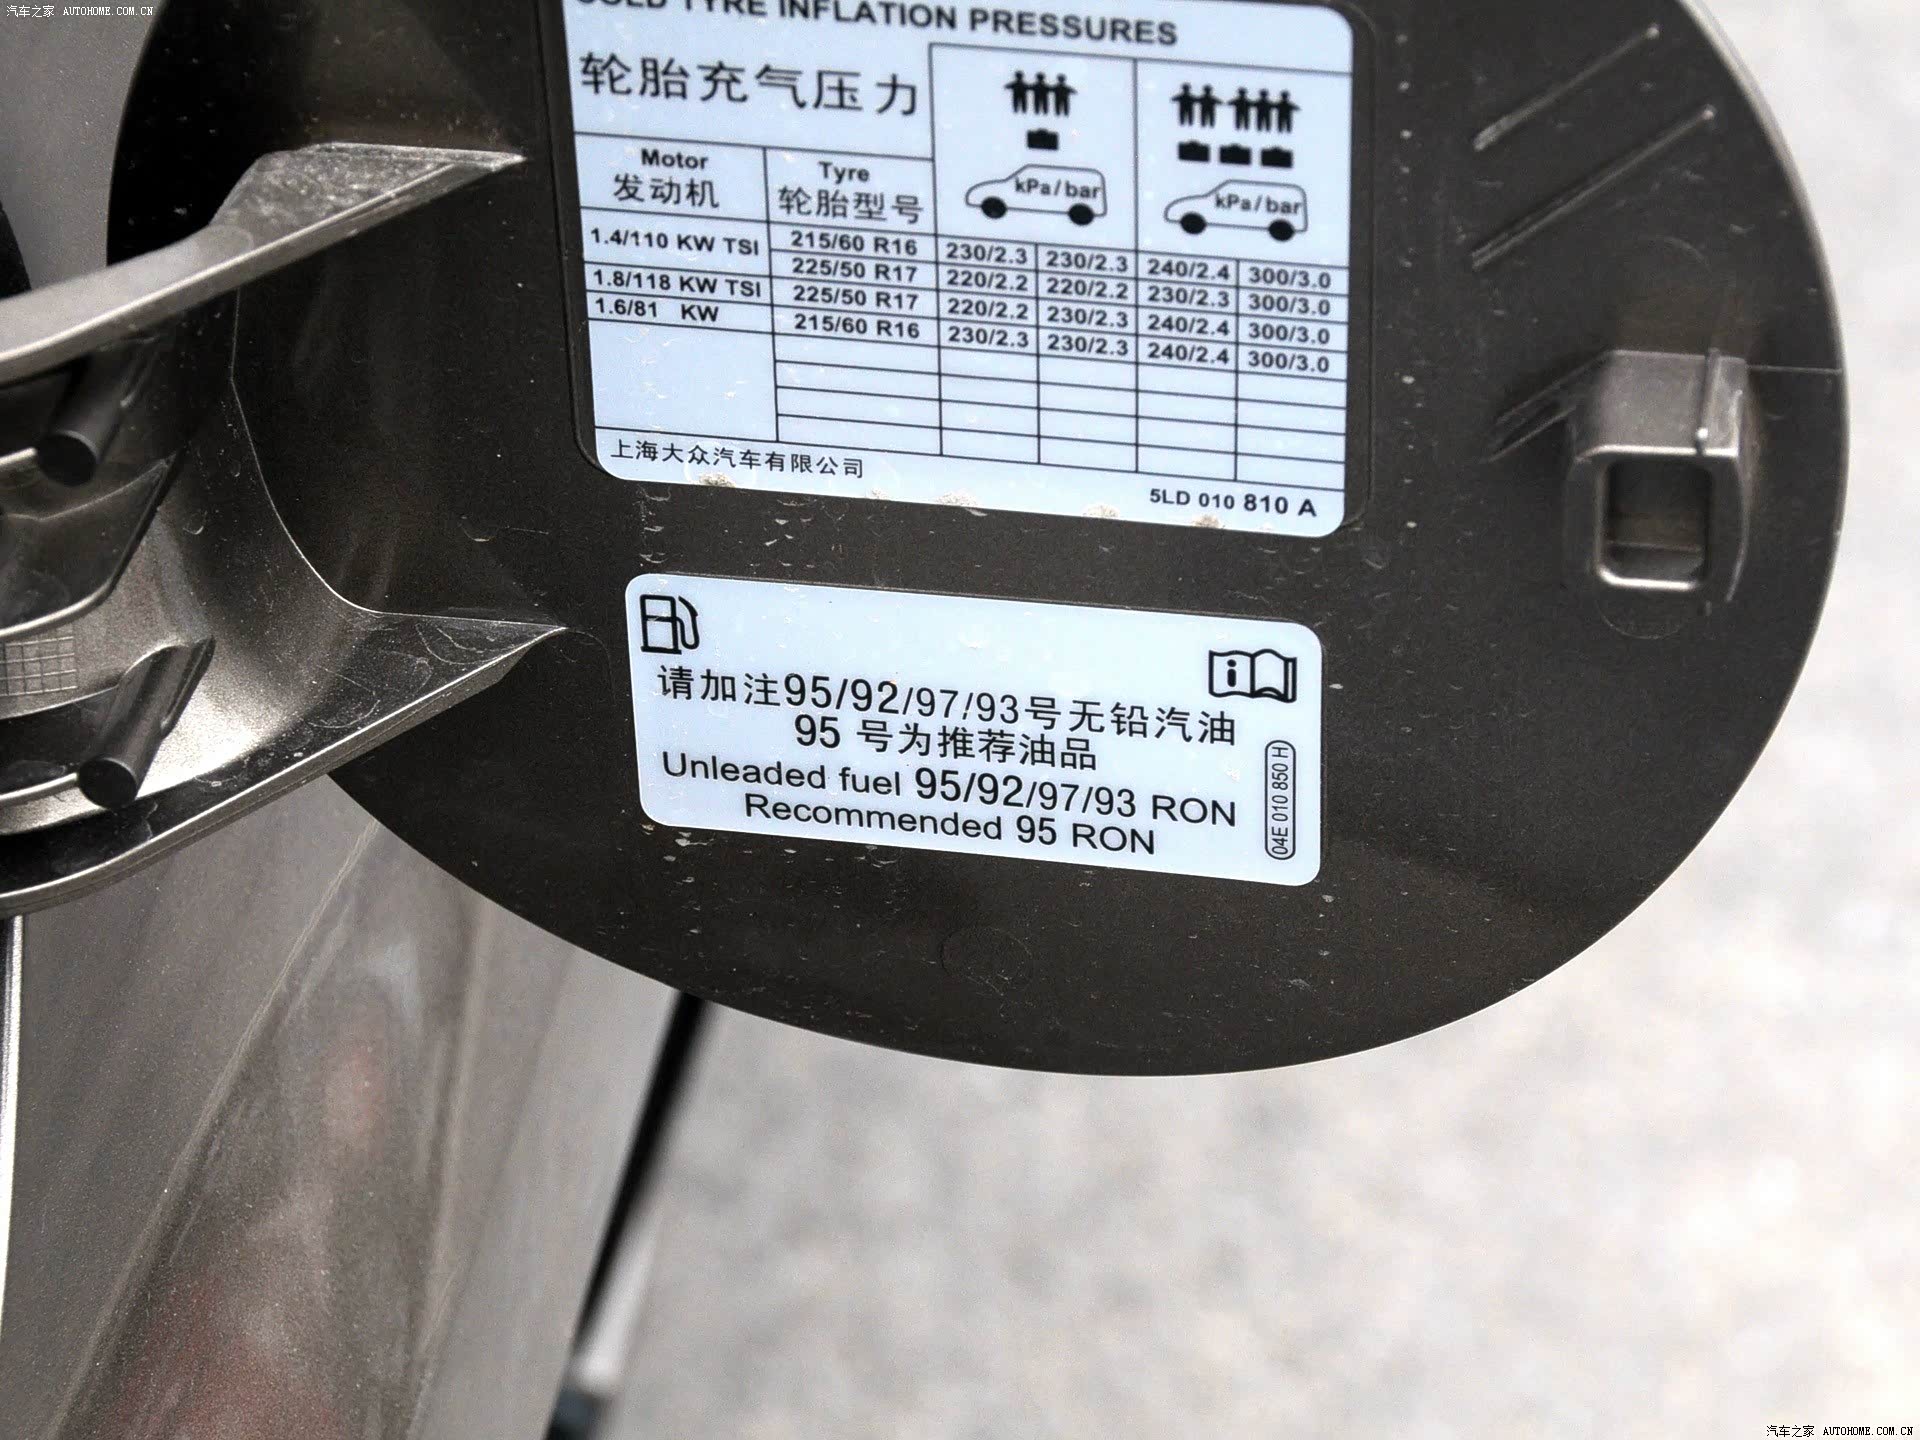 汽车之家 AUTOHOME.COM.CN
COLD TYRE INFLATION PRESSURES
轮胎充气压力
Motor
发动机
Tyre
轮胎型号
kPa/bar
kPa/bar
1.4/110 KW TSI
215/60 R16 230/2.3 230/2.3 240/2.4 300/3.0
225/50 R17 220/2.2 220/2.2 230/2.3 300/3.0
1.8/118 KW TSI 225/50 R17 220/2.2 230/2.3 240/2.4 300/3.0
1.6/81 KW 215/60 R16 230/2.3 230/2.3 240/2.4 300/3.0
上海大众汽车有限公司
5LD 010 810 A
请加注95/92/97/93号无铅汽油
95 号为推荐油品
Unleaded fuel 95/92/97/93 RON
Recommended 95 RON
04E 010 850 H
汽车之家 AUTOHOME.COM.CN